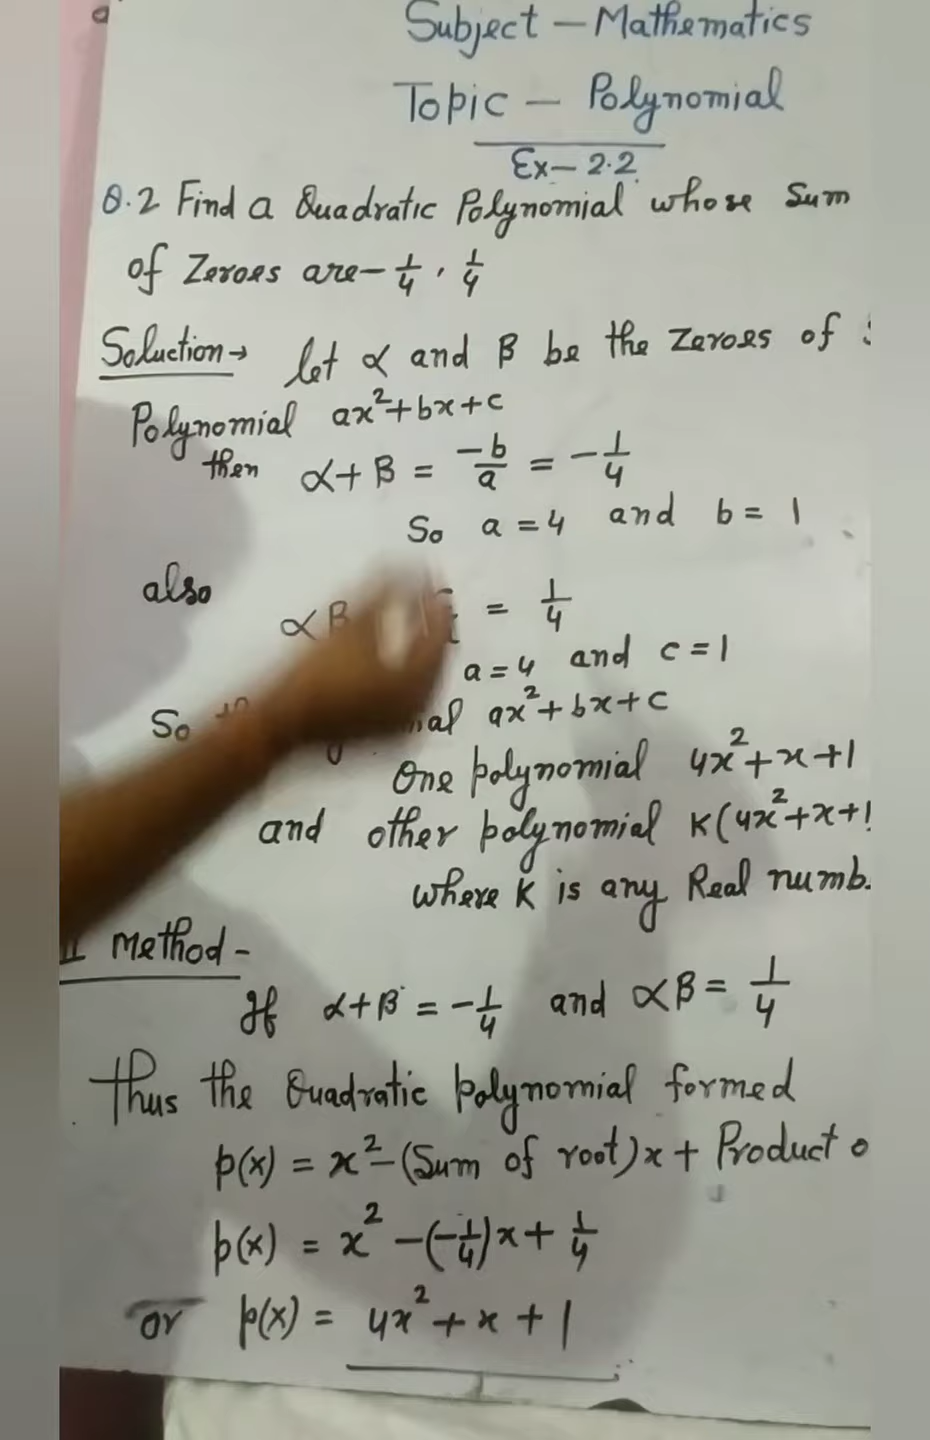 Subject - Mathematics
Topic - Polynomial
Ex- 2.2
Q.2 Find a Quadratic Polynomial whose Sum
of Zeroes are - 1/4 , 1/4
Solution→ let α and β be the zeroes of
Polynomial ax²+bx+c
then α+β = -b/a = -1/4
So a = 4 and b = 1
also
αβ = 1/4
a=4 and c=1
So ax²+bx+c
One polynomial 4x²+x+1
and other polynomial K(4x²+x+1
where K is any Real numb.
II Method -
If α+β = -1/4 and αβ = 1/4
Thus the Quadratic polynomial formed
p(x) = x² - (Sum of root)x + Product o
p(x) = x² - (-1/4)x + 1/4
or p(x) = 4x² + x + 1